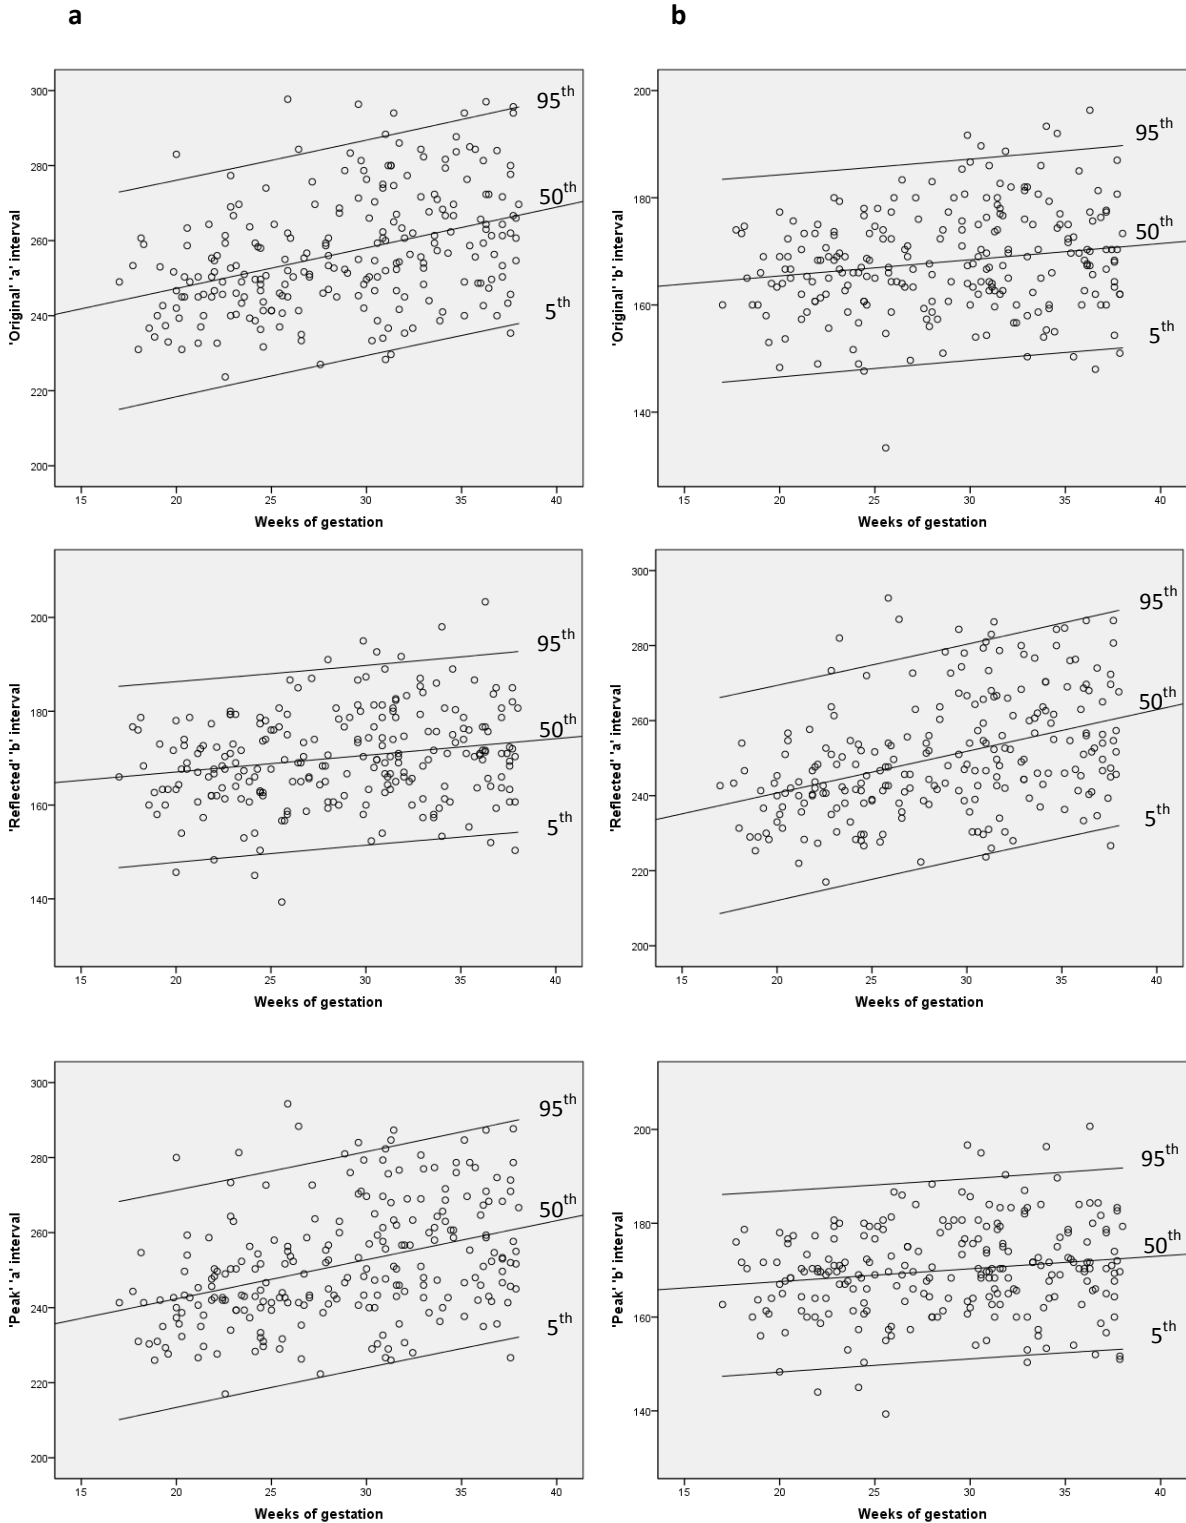 a
b
'Original' 'a' interval
300
280
260
240
220
200
95th
50th
5th
15 20 25 30 35 40
Weeks of gestation
'Original' 'b' interval
200
180
160
140
95th
50th
5th
15 20 25 30 35 40
Weeks of gestation
'Reflected' 'b' interval
200
180
160
140
95th
50th
5th
15 20 25 30 35 40
Weeks of gestation
'Reflected' 'a' interval
300
280
260
240
220
200
95th
50th
5th
15 20 25 30 35 40
Weeks of gestation
'Peak' 'a' interval
300
280
260
240
220
200
95th
50th
5th
15 20 25 30 35 40
Weeks of gestation
'Peak' 'b' interval
200
180
160
140
95th
50th
5th
15 20 25 30 35 40
Weeks of gestation